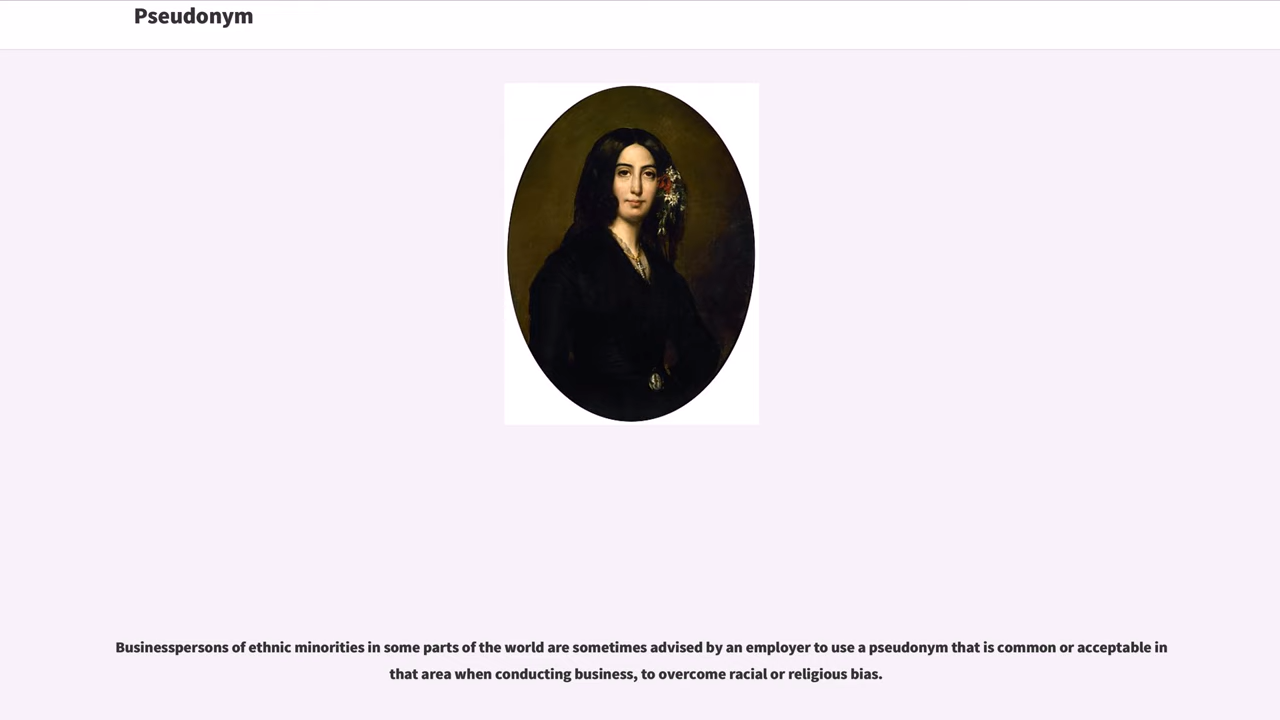 Pseudonym
Businesspersons of ethnic minorities in some parts of the world are sometimes advised by an employer to use a pseudonym that is common or acceptable in
that area when conducting business, to overcome racial or religious bias.